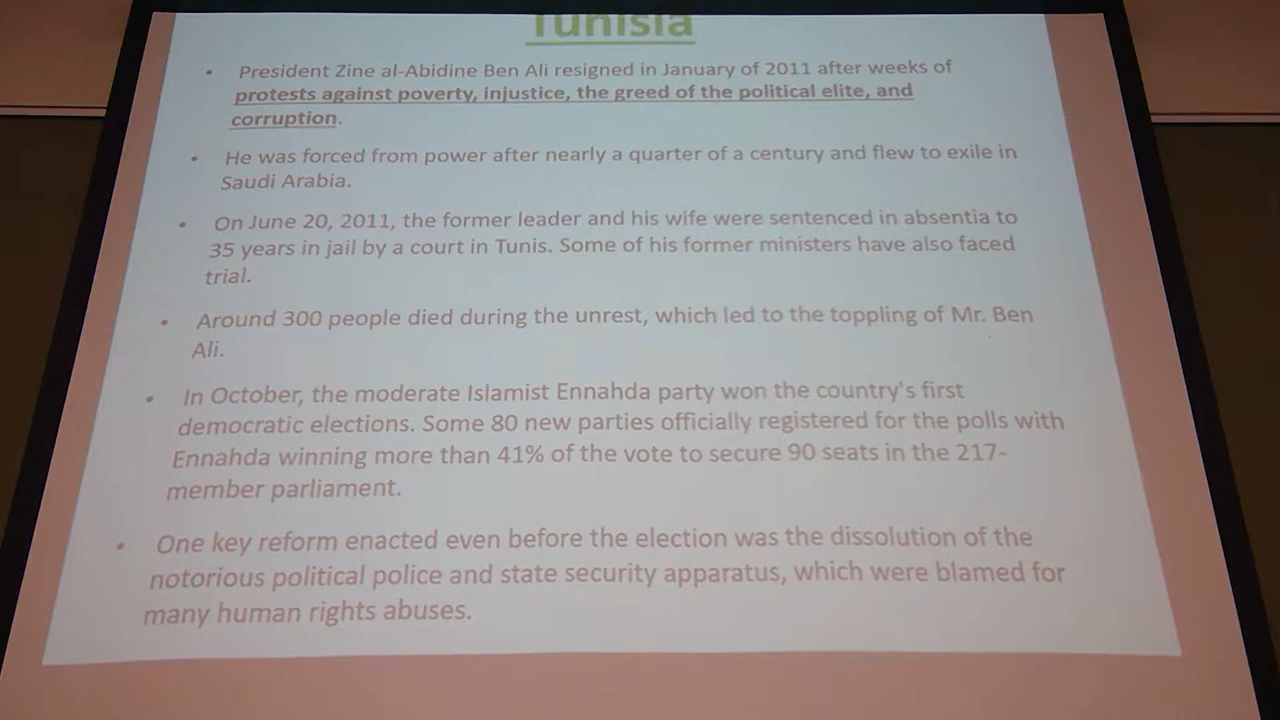 Tunisia
• President Zine al-Abidine Ben Ali resigned in January of 2011 after weeks of
protests against poverty, injustice, the greed of the political elite, and
corruption.
• He was forced from power after nearly a quarter of a century and flew to exile in
Saudi Arabia.
• On June 20, 2011, the former leader and his wife were sentenced in absentia to
35 years in jail by a court in Tunis. Some of his former ministers have also faced
trial.
• Around 300 people died during the unrest, which led to the toppling of Mr. Ben
Ali.
• In October, the moderate Islamist Ennahda party won the country's first
democratic elections. Some 80 new parties officially registered for the polls with
Ennahda winning more than 41% of the vote to secure 90 seats in the 217-
member parliament.
• One key reform enacted even before the election was the dissolution of the
notorious political police and state security apparatus, which were blamed for
many human rights abuses.